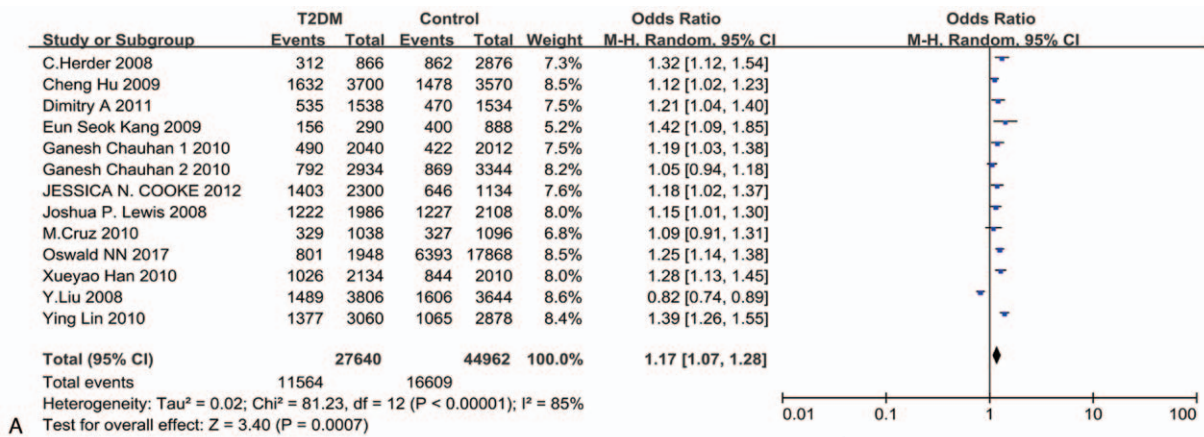 T2DM Control Odds Ratio Odds Ratio
Study or Subgroup Events Total Events Total Weight M-H, Random, 95% CI M-H, Random, 95% CI
C.Herder 2008 312 866 862 2876 7.3% 1.32 [1.12, 1.54]
Cheng Hu 2009 1632 3700 1478 3570 8.5% 1.12 [1.02, 1.23]
Dimitry A 2011 535 1538 470 1534 7.5% 1.21 [1.04, 1.40]
Eun Seok Kang 2009 156 290 400 888 5.2% 1.42 [1.09, 1.85]
Ganesh Chauhan 1 2010 490 2040 422 2012 7.5% 1.19 [1.03, 1.38]
Ganesh Chauhan 2 2010 792 2934 869 3344 8.2% 1.05 [0.94, 1.18]
JESSICA N. COOKE 2012 1403 2300 646 1134 7.6% 1.18 [1.02, 1.37]
Joshua P. Lewis 2008 1222 1986 1227 2108 8.0% 1.15 [1.01, 1.30]
M.Cruz 2010 329 1038 327 1096 6.8% 1.09 [0.91, 1.31]
Oswald NN 2017 801 1948 6393 17868 8.5% 1.25 [1.14, 1.38]
Xueyao Han 2010 1026 2134 844 2010 8.0% 1.28 [1.13, 1.45]
Y.Liu 2008 1489 3806 1606 3644 8.6% 0.82 [0.74, 0.89]
Ying Lin 2010 1377 3060 1065 2878 8.4% 1.39 [1.26, 1.55]
Total (95% CI) 27640 44962 100.0% 1.17 [1.07, 1.28]
Total events 11564 16609
Heterogeneity: Tau² = 0.02; Chi² = 81.23, df = 12 (P < 0.00001); I² = 85%
0.01 0.1 1 10 100
A Test for overall effect: Z = 3.40 (P = 0.0007)